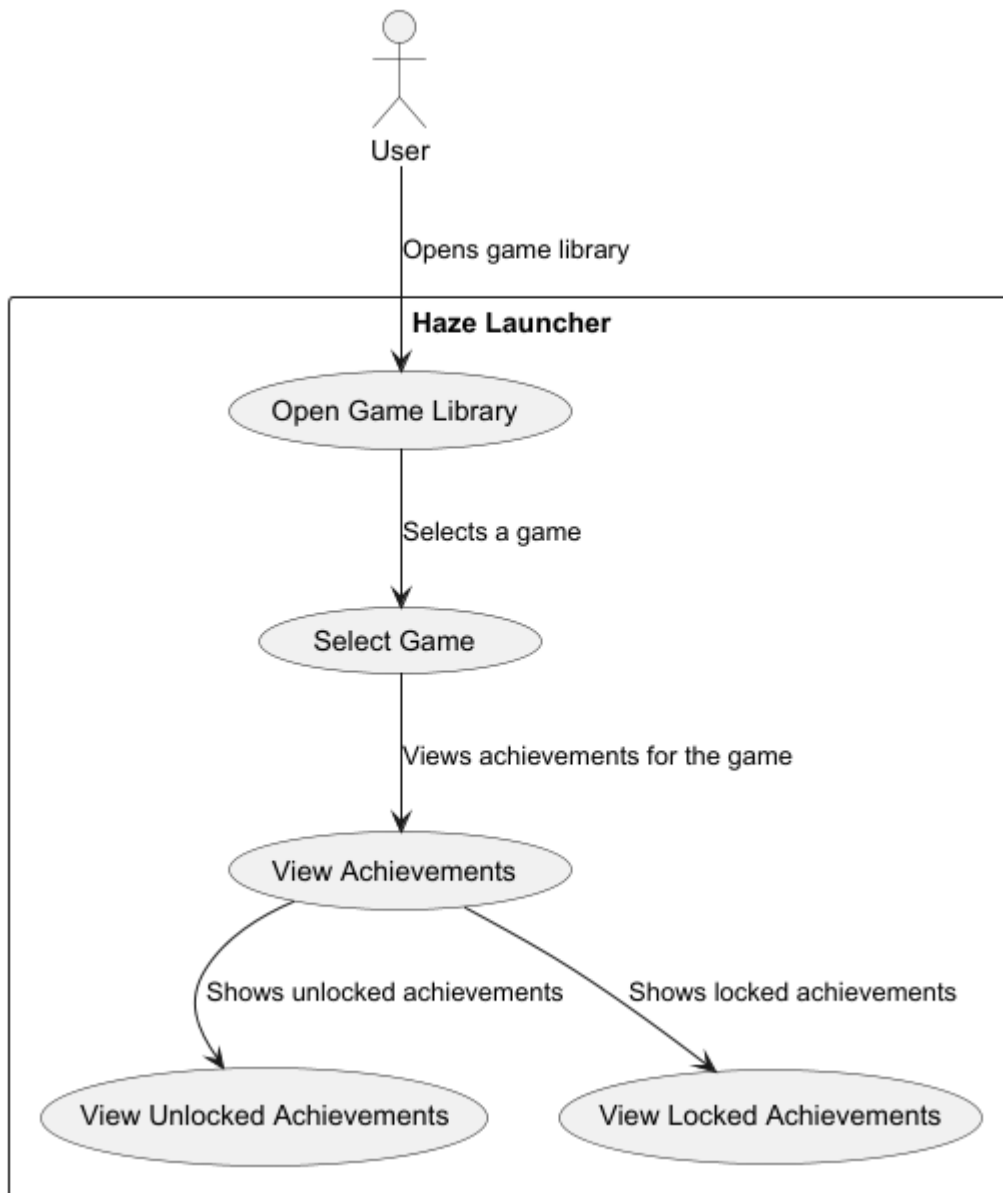 User
Opens game library
Haze Launcher
Open Game Library
Selects a game
Select Game
Views achievements for the game
View Achievements
Shows unlocked achievements
Shows locked achievements
View Unlocked Achievements
View Locked Achievements